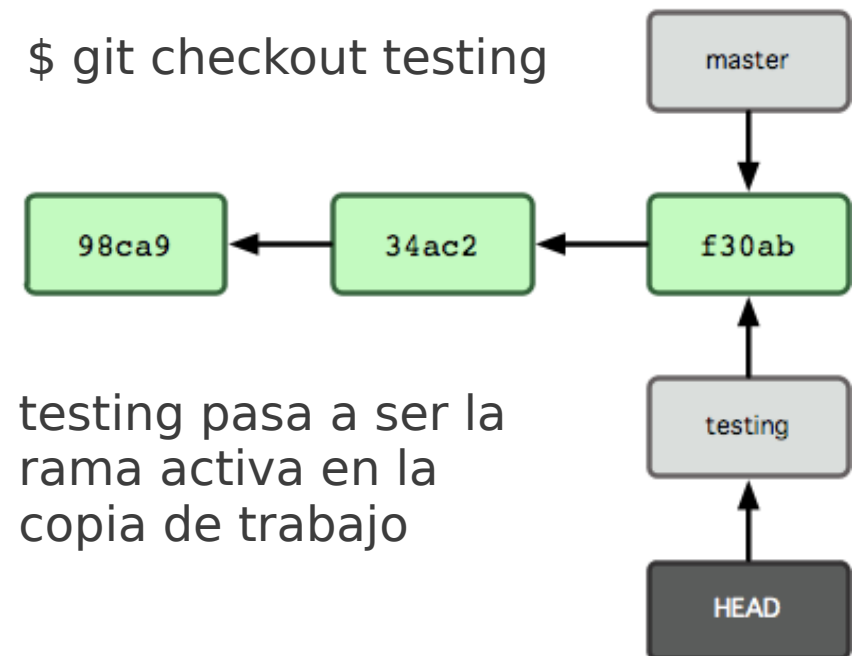 $ git checkout testing
master
98ca9
34ac2
f30ab
testing pasa a ser la
rama activa en la
copia de trabajo
testing
HEAD